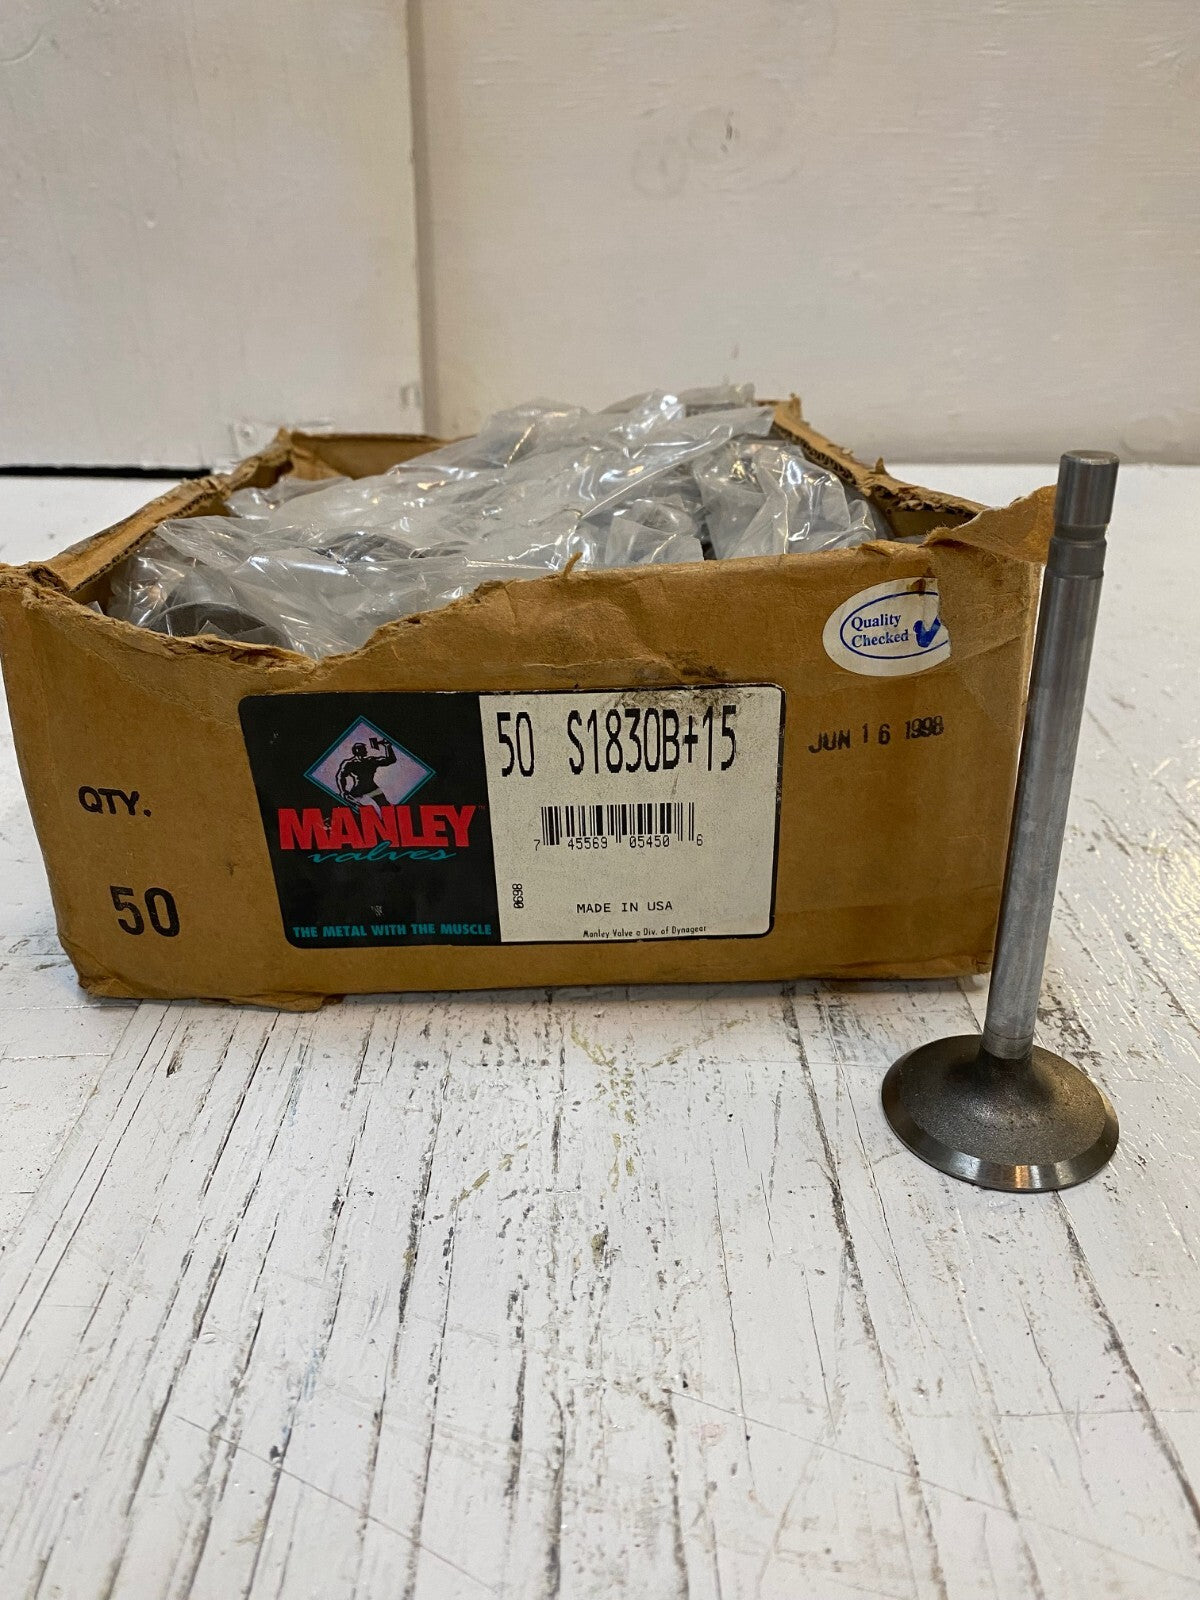 Quality
Checked
JUN 16 1998
QTY.
50
MANLEY™
valves
THE METAL WITH THE MUSCLE
50 S1830B+15
7 45569 05450 6
0698
MADE IN USA
Manley Valve a Div. of Dynagear